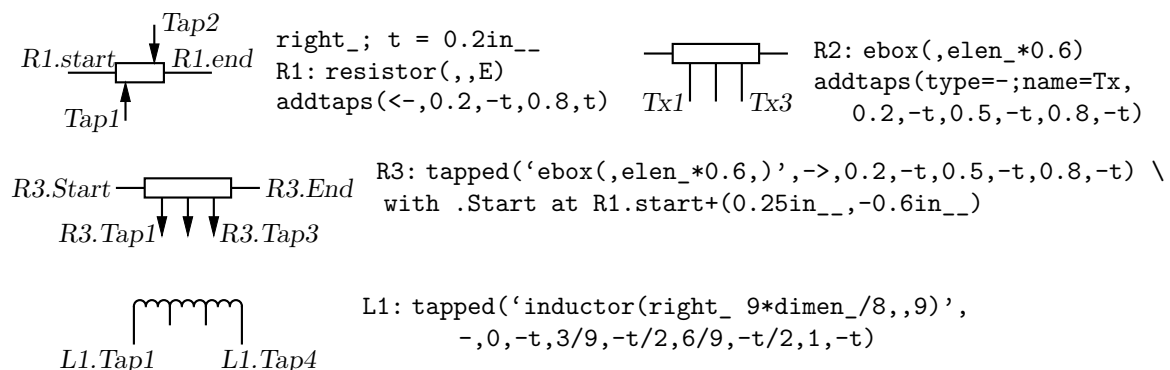 Tap2
R1.start
R1.end
Tap1
right_; t = 0.2in__
R1: resistor(,,E)
addtaps(<-,0.2,-t,0.8,t)
Tx1
Tx3
R2: ebox(,elen_*0.6)
addtaps(type=-;name=Tx,
0.2,-t,0.5,-t,0.8,-t)
R3.Start
R3.End
R3.Tap1
R3.Tap3
R3: tapped(‘ebox(,elen_*0.6,)’,->,0.2,-t,0.5,-t,0.8,-t) \
with .Start at R1.start+(0.25in__,-0.6in__)
L1.Tap1
L1.Tap4
L1: tapped(‘inductor(right_ 9*dimen_/8,,9)’,
-,0,-t,3/9,-t/2,6/9,-t/2,1,-t)